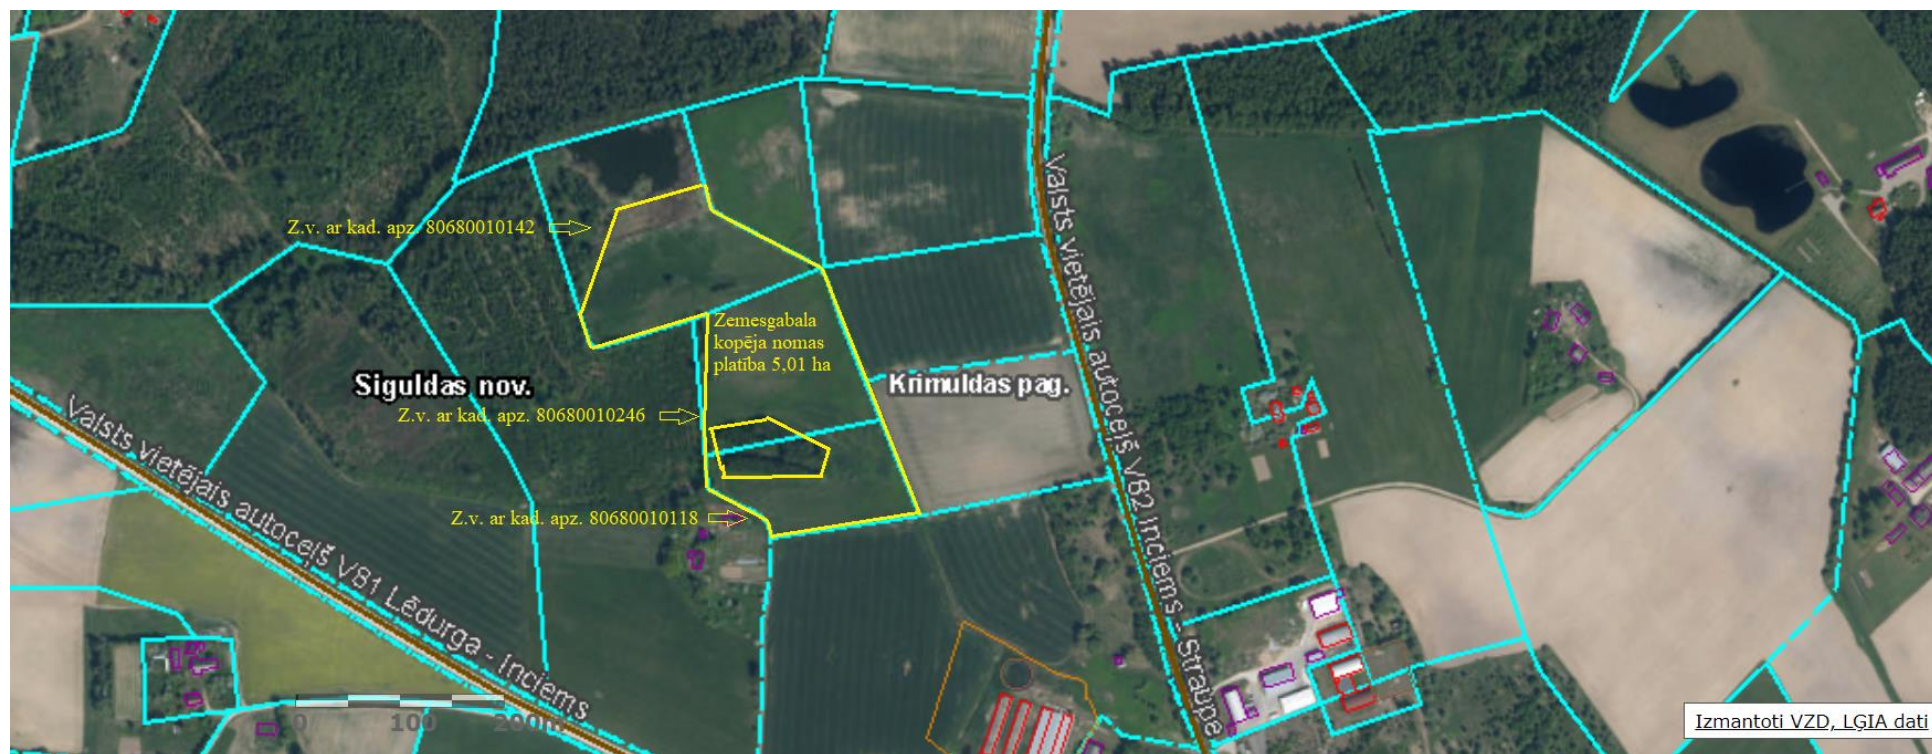 Z.v. ar kad. apz. 80680010142
Zemesgabala
kopēja nomas
platība 5,01 ha
Siguldas nov.
Krimuldas pag.
Z.v. ar kad. apz. 80680010246
Z.v. ar kad. apz. 80680010118
Valsts vietējais autoceļš V82 Inciems - Straupe
Valsts vietējais autoceļš V81 Lēdurga - Inciems
0 100 200m
Izmantoti VZD, LĢIA dati